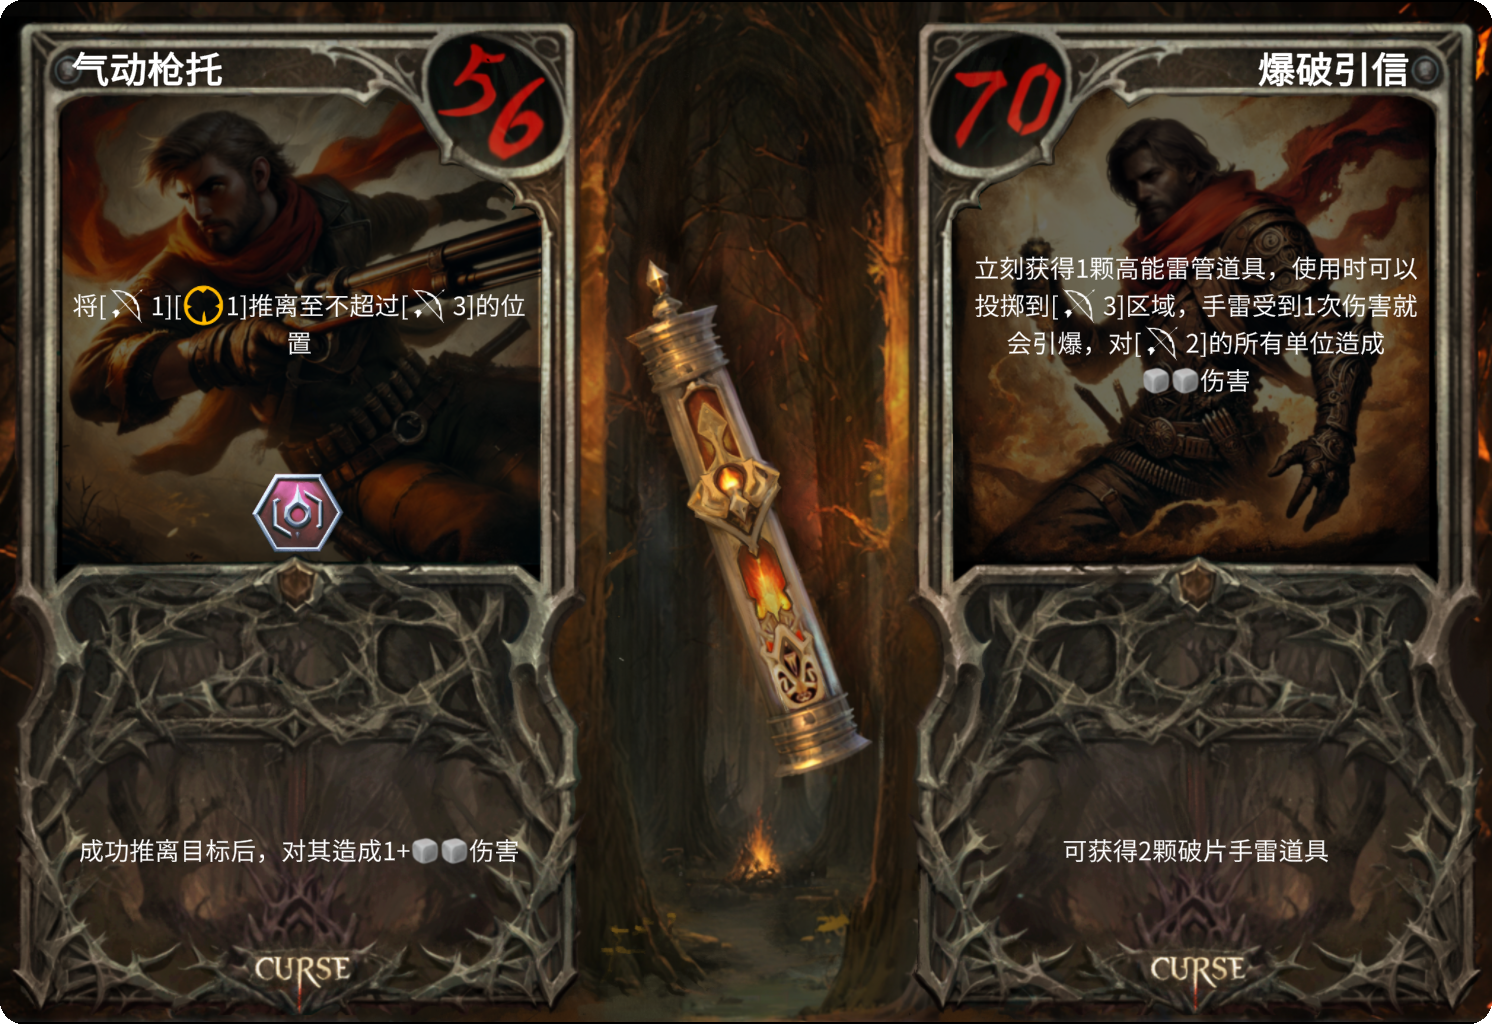 气动枪托
56
将[1][1]推离至不超过[3]的位
置
成功推离目标后，对其造成1+伤害
CURSE
70
爆破引信
立刻获得1颗高能雷管道具，使用时可以
投掷到[3]区域，手雷受到1次伤害就
会引爆，对[2]的所有单位造成
伤害
可获得2颗破片手雷道具
CURSE